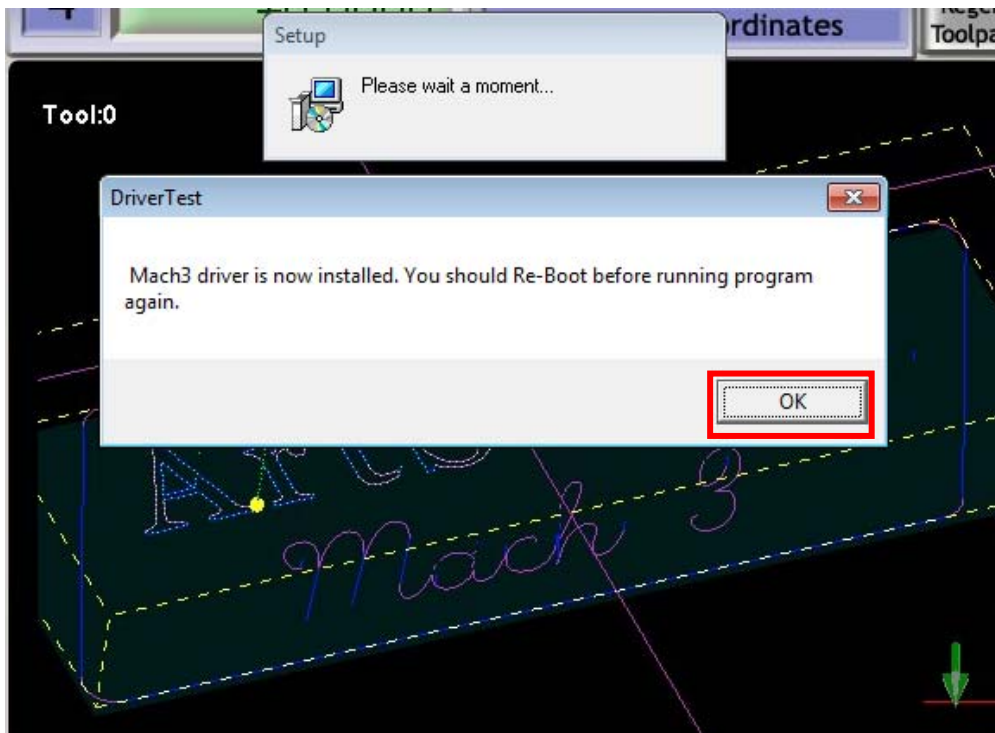 4
Setup
rdinates
Toolpa
Please wait a moment...
Tool:0
DriverTest
Mach3 driver is now installed. You should Re-Boot before running program
again.
OK
Mach 3